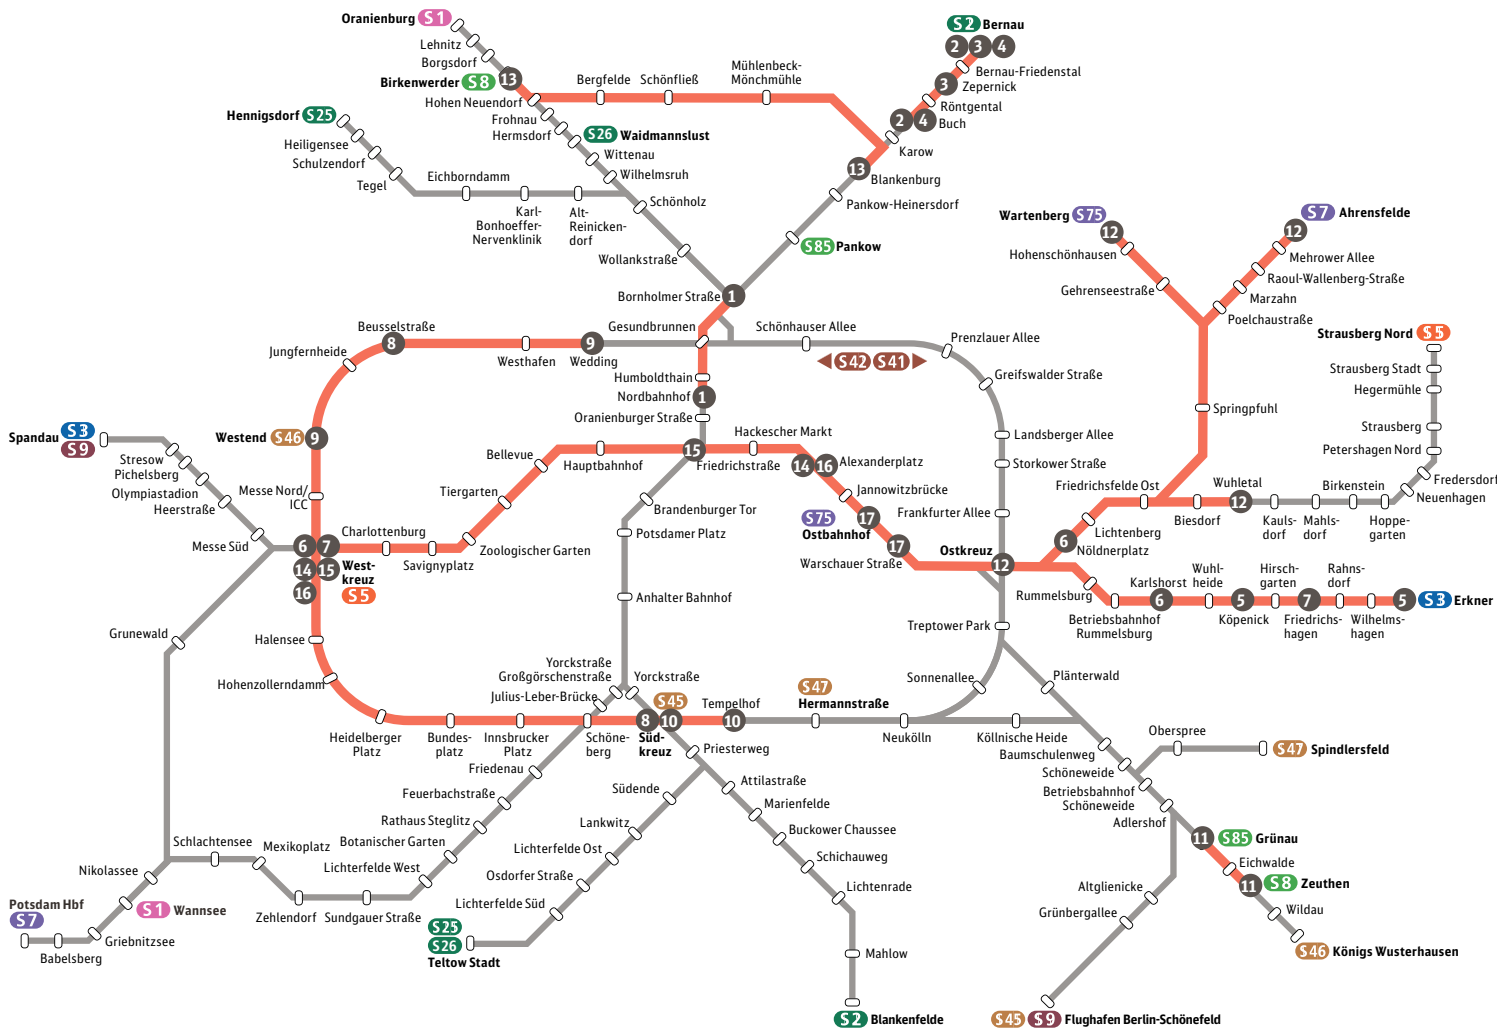 Oranienburg S 1
Lehnitz
Borgsdorf
Birkenwerder S 8
13
Hohen Neuendorf
Bergfelde
Schönfließ
Mühlenbeck-
Mönchmühle
S 2 Bernau
2 3 4
Bernau-Friedenstal
3
Zepernick
Röntgental
2 4
Buch
Karow
13
Blankenburg
Pankow-Heinersdorf
S85 Pankow
Hennigsdorf S25
Heiligensee
Schulzendorf
Tegel
Eichborndamm
Karl-
Bonhoeffer-
Nervenklinik
Alt-
Reinicken-
dorf
Frohnau
Hermsdorf
S26 Waidmannslust
Wittenau
Wilhelmsruh
Schönholz
Wollankstraße
Bornholmer Straße 1
Wartenberg S75
12
Hohenschönhausen
Gehrenseestraße
S 7 Ahrensfelde
12
Mehrower Allee
Raoul-Wallenberg-Straße
Marzahn
Poelchaustraße
Springpfuhl
Strausberg Nord S 5
Strausberg Stadt
Hegermühle
Strausberg
Petershagen Nord
Fredersdorf
Neuenhagen
Hoppe-
garten
Birkenstein
Mahls-
dorf
Kauls-
dorf
Wuhletal
12
Biesdorf
Friedrichsfelde Ost
Lichtenberg
6
Nöldnerplatz
Beusselstraße
8
Jungfernheide
Westhafen
9
Wedding
Gesundbrunnen
Schönhauser Allee
S42 S41
Prenzlauer Allee
Greifswalder Straße
Landsberger Allee
Storkower Straße
Frankfurter Allee
Humboldthain
Nordbahnhof 1
Oranienburger Straße
15
Friedrichstraße
Hackescher Markt
14 16
Alexanderplatz
Jannowitzbrücke
S75
Ostbahnhof
17
17
Warschauer Straße
Ostkreuz
12
Spandau S 3
S 9
Stresow
Pichelsberg
Olympiastadion
Heerstraße
Messe Süd
Westend S46 9
Messe Nord/
ICC
6 7
14 15
16
West-
kreuz
S 5
Charlottenburg
Savignyplatz
Zoologischer Garten
Tiergarten
Bellevue
Hauptbahnhof
Brandenburger Tor
Potsdamer Platz
Anhalter Bahnhof
Yorckstraße
Großgörschenstraße
Yorckstraße
Julius-Leber-Brücke
Rummelsburg
Betriebsbahnhof
Rummelsburg
Karlshorst
6
Wuhl-
heide
5
Köpenick
Hirsch-
garten
7
Friedrichs-
hagen
Rahns-
dorf
Wilhelms-
hagen
5 S 3 Erkner
Treptower Park
Sonnenallee
Plänterwald
Grunewald
Halensee
Hohenzollerndamm
Heidelberger
Platz
Bundes-
platz
Innsbrucker
Platz
Schöne-
berg
S45
8 10
Süd-
kreuz
Tempelhof
10
S47
Hermannstraße
Neukölln
Köllnische Heide
Baumschulenweg
Schöneweide
Oberspree
S47 Spindlersfeld
Betriebsbahnhof
Schöneweide
Adlershof
11 S85 Grünau
Eichwalde
11 S 8 Zeuthen
Wildau
S46 Königs Wusterhausen
Altglienicke
Grünbergallee
S45 S 9 Flughafen Berlin-Schönefeld
Priesterweg
Attilastraße
Marienfelde
Buckower Chaussee
Schichauweg
Lichtenrade
Mahlow
S 2 Blankenfelde
Südende
Lankwitz
Lichterfelde Ost
Osdorfer Straße
Lichterfelde Süd
S25
S26
Teltow Stadt
Friedenau
Feuerbachstraße
Rathaus Steglitz
Botanischer Garten
Lichterfelde West
Sundgauer Straße
Zehlendorf
Mexikoplatz
Schlachtensee
Nikolassee
S 1 Wannsee
Griebnitzsee
Babelsberg
Potsdam Hbf
S 7